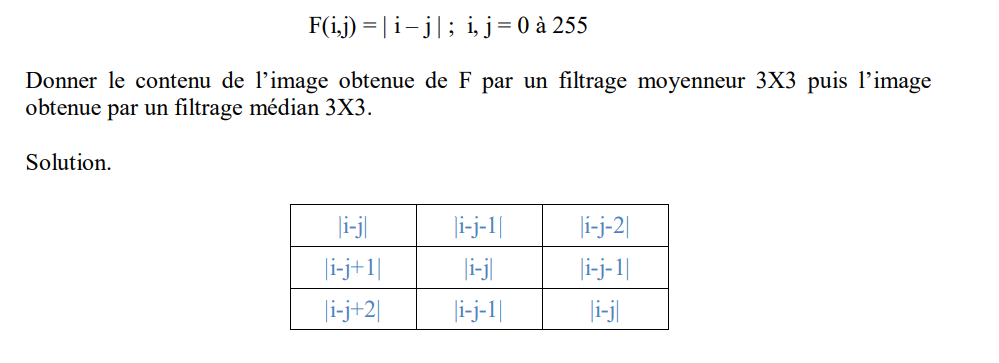 F(i,j) = | i – j | ; i, j = 0 à 255
Donner le contenu de l’image obtenue de F par un filtrage moyenneur 3X3 puis l’image
obtenue par un filtrage médian 3X3.
Solution.
|i-j| |i-j-1| |i-j-2|
|i-j+1| |i-j| |i-j-1|
|i-j+2| |i-j-1| |i-j|